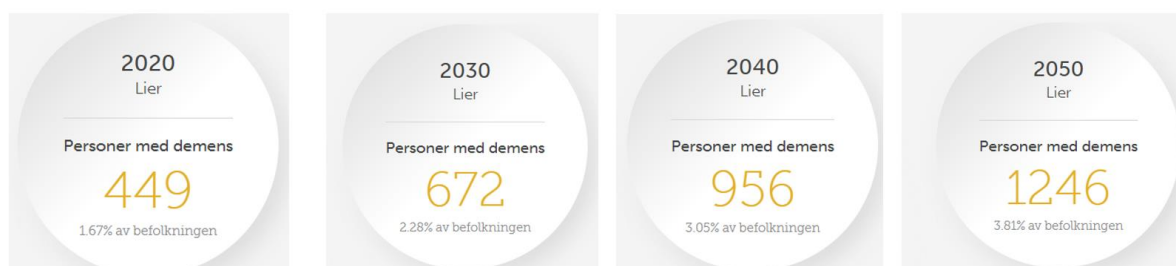 2020
Lier
Personer med demens
449
1.67% av befolkningen
2030
Lier
Personer med demens
672
2.28% av befolkningen
2040
Lier
Personer med demens
956
3.05% av befolkningen
2050
Lier
Personer med demens
1246
3.81% av befolkningen